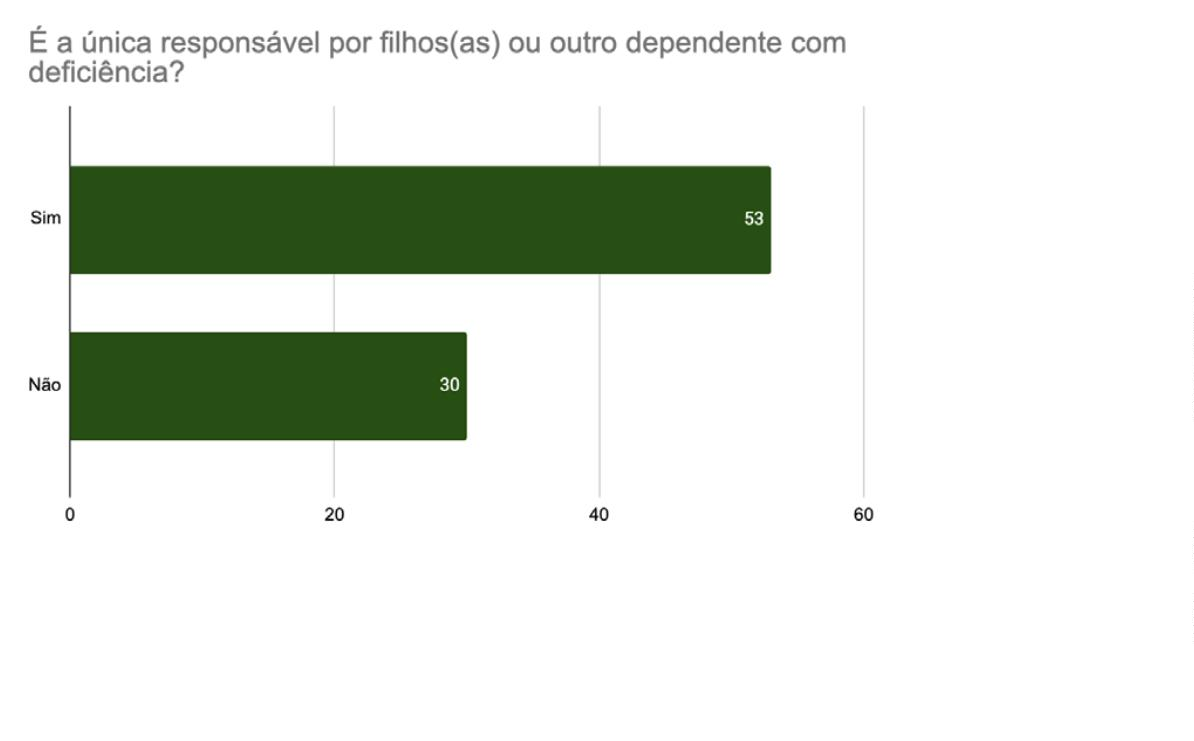 É a única responsável por filhos(as) ou outro dependente com
deficiência?
Sim
53
Não
30
0 20 40 60